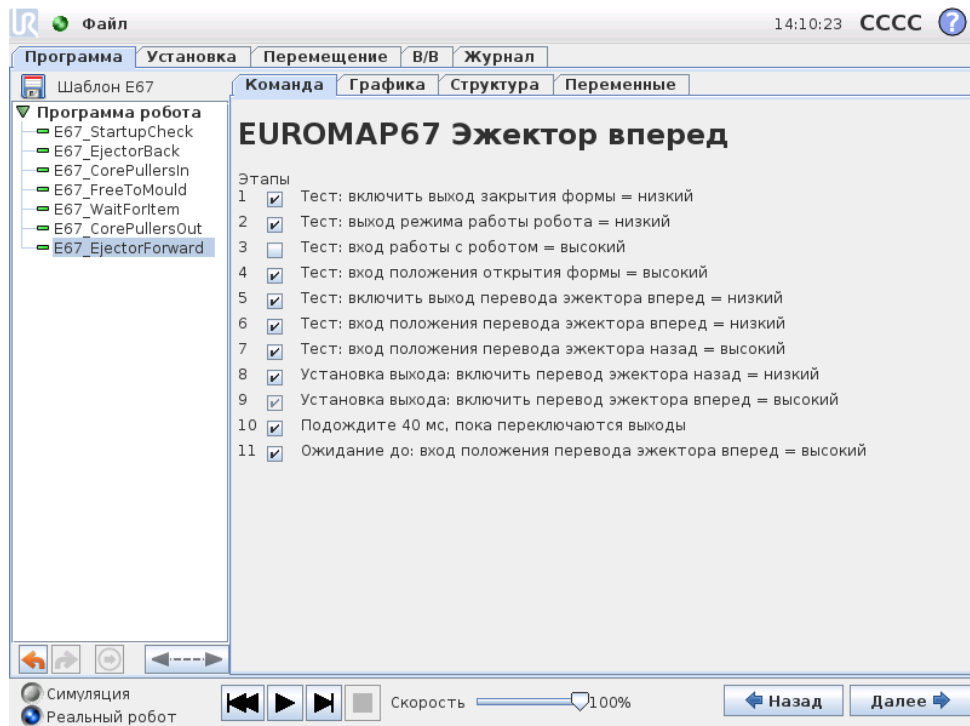 UR Файл 14:10:23 CCCC ?
Программа Установка Перемещение В/В Журнал
Шаблон E67
Команда Графика Структура Переменные
Программа робота
E67_StartupCheck
E67_EjectorBack
E67_CorePullersIn
E67_FreeToMould
E67_WaitForItem
E67_CorePullersOut
E67_EjectorForward
EUROMAP67 Эжектор вперед
Этапы
1 Тест: включить выход закрытия формы = низкий
2 Тест: выход режима работы робота = низкий
3 Тест: вход работы с роботом = высокий
4 Тест: вход положения открытия формы = высокий
5 Тест: включить выход перевода эжектора вперед = низкий
6 Тест: вход положения перевода эжектора вперед = низкий
7 Тест: вход положения перевода эжектора назад = высокий
8 Установка выхода: включить перевод эжектора назад = низкий
9 Установка выхода: включить перевод эжектора вперед = высокий
10 Подождите 40 мс, пока переключаются выходы
11 Ожидание до: вход положения перевода эжектора вперед = высокий
Симуляция
Реальный робот
Скорость 100%
Назад Далее